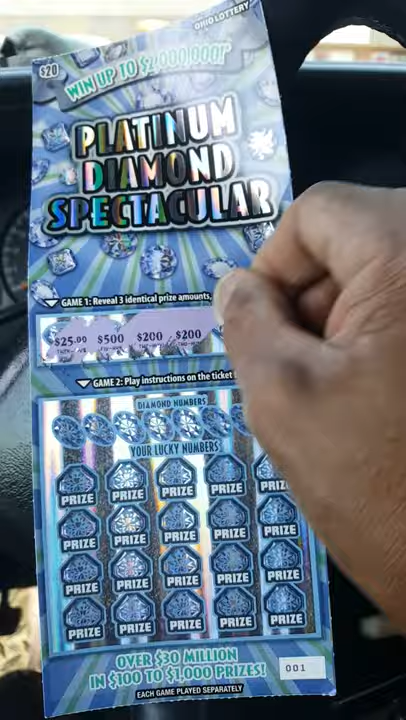 OHIO LOTTERY
$20
WIN UP TO $2,000,000!
PLATINUM
DIAMOND
SPECTACULAR
GAME 1: Reveal 3 identical prize amounts,
$25.00 $500 $200 $200
GAME 2: Play instructions on the ticket
DIAMOND NUMBERS
YOUR LUCKY NUMBERS
PRIZE PRIZE PRIZE PRIZE PRIZE
PRIZE PRIZE PRIZE PRIZE PRIZE
PRIZE PRIZE PRIZE PRIZE PRIZE
PRIZE PRIZE PRIZE PRIZE PRIZE
OVER $30 MILLION
IN $100 TO $1,000 PRIZES!
001
EACH GAME PLAYED SEPARATELY